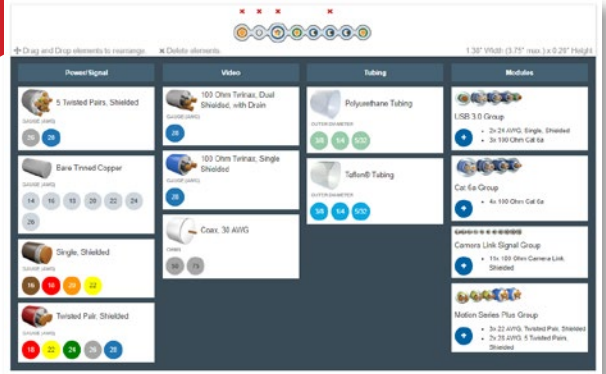 Drag and Drop elements to rearrange.
Delete elements.
1.30" Width (3.75" max.) x 0.29" Height
Power/Signal
5 Twisted Pairs, Shielded
GAUGE (AWG)
26 28
Bare Tinned Copper
GAUGE (AWG)
14 16 18 20 22 24
26
Single, Shielded
GAUGE (AWG)
16 18 20 22
Twisted Pair, Shielded
GAUGE (AWG)
18 22 24 26 28
Video
100 Ohm Twinax, Dual
Shielded, with Drain
GAUGE (AWG)
28
100 Ohm Twinax, Single
Shielded
GAUGE (AWG)
28
Coax, 30 AWG
OHMS
50 75
Tubing
Polyurethane Tubing
OUTER DIAMETER
3/8 1/4 5/32
Teflon® Tubing
OUTER DIAMETER
3/8 1/4 5/32
Modules
USB 3.0 Group
2x 24 AWG, Single, Shielded
3x 100 Ohm Cat 6a
Cat 6a Group
4x 100 Ohm Cat 6a
Camera Link Signal Group
11x 100 Ohm Camera Link,
Shielded
Motion Series Plus Group
3x 22 AWG, Twisted Pair, Shielded
2x 28 AWG, 5 Twisted Pairs,
Shielded